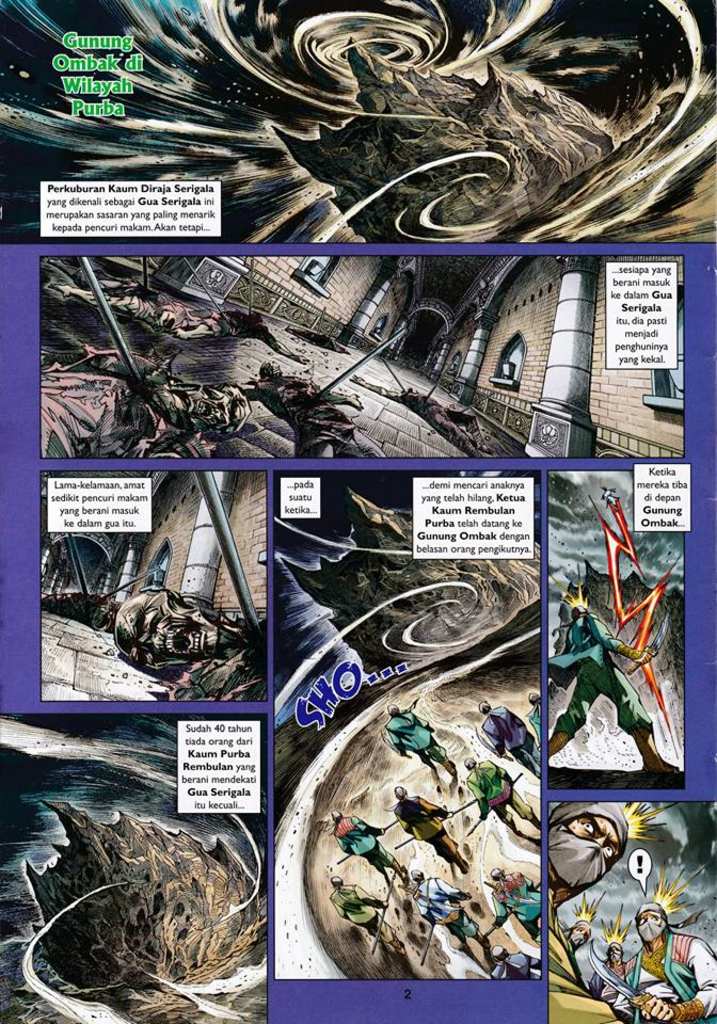 Gunung
Ombak di
Wilayah
Purba
Perkuburan Kaum Diraja Serigala
yang dikenali sebagai Gua Serigala ini
merupakan sasaran yang paling menarik
kepada pencuri makam. Akan tetapi...
...sesiapa yang
berani masuk
ke dalam Gua
Serigala
itu, dia pasti
menjadi
penghuninya
yang kekal.
Lama-kelamaan, amat
sedikit pencuri makam
yang berani masuk
ke dalam gua itu.
Sudah 40 tahun
tiada orang dari
Kaum Purba
Rembulan yang
berani mendekati
Gua Serigala
itu kecuali...
...pada
suatu
ketika...
...demi mencari anaknya
yang telah hilang, Ketua
Kaum Rembulan
Purba telah datang ke
Gunung Ombak dengan
belasan orang pengikutnya.
SHO...
Ketika
mereka tiba
di depan
Gunung
Ombak...
!
2